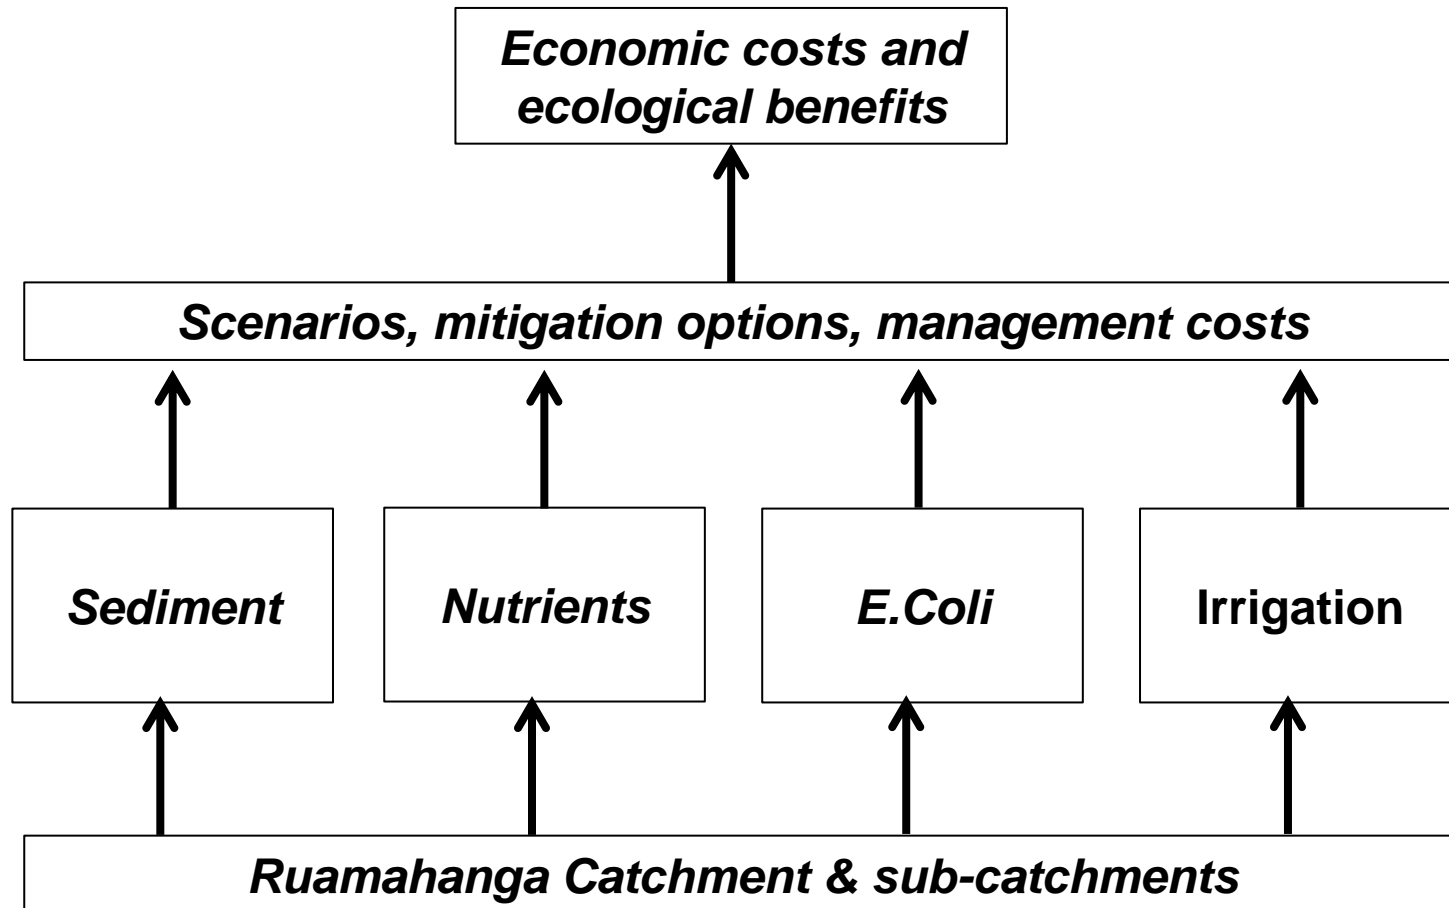 Economic costs and
ecological benefits
Scenarios, mitigation options, management costs
Sediment
Nutrients
E.Coli
Irrigation
Ruamahanga Catchment & sub-catchments